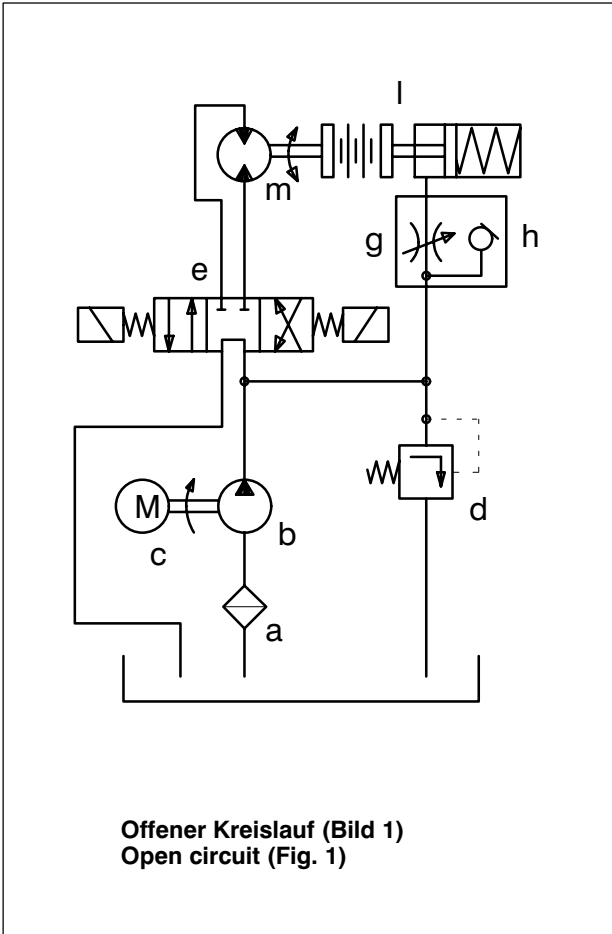 l
m
g
h
e
d
M
b
c
a
Offener Kreislauf (Bild 1)
Open circuit (Fig. 1)